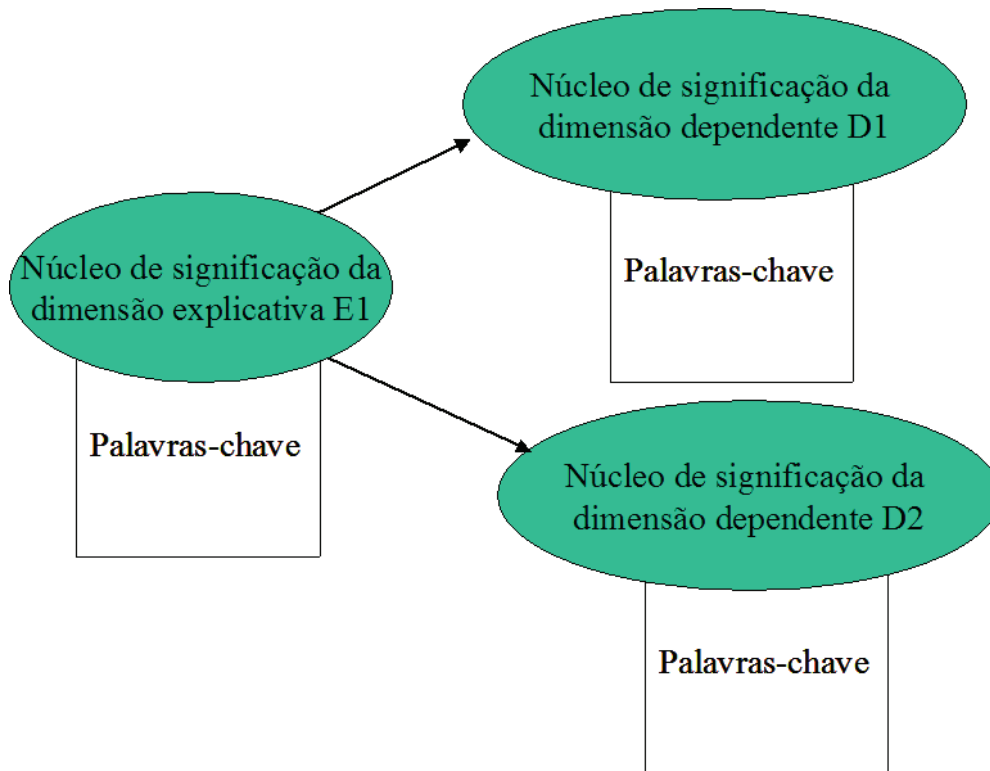 Núcleo de significação da
dimensão dependente D1
Palavras-chave
Núcleo de significação da
dimensão explicativa E1
Palavras-chave
Núcleo de significação da
dimensão dependente D2
Palavras-chave